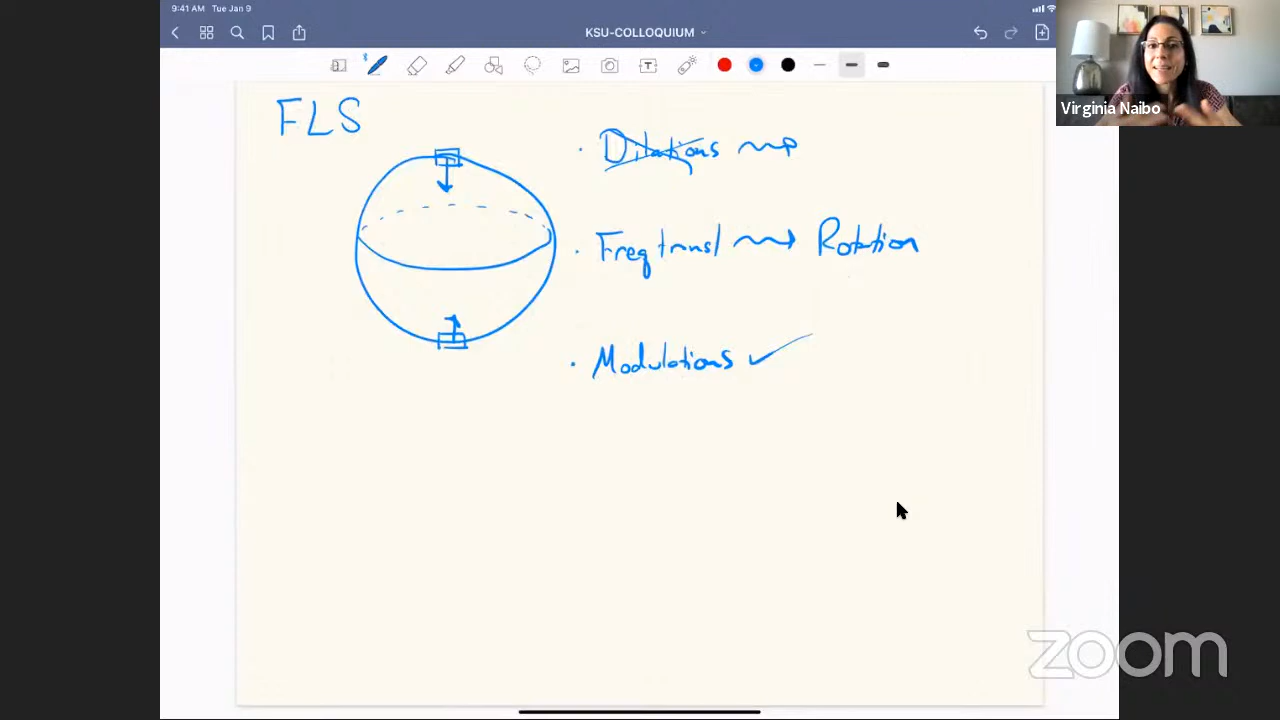 9:41 AM Tue Jan 9
KSU-COLLOQUIUM
T
Virginia Naibo
FLS
· Dilations
· Freq transl Rotation
· Modulations ✓
zoom